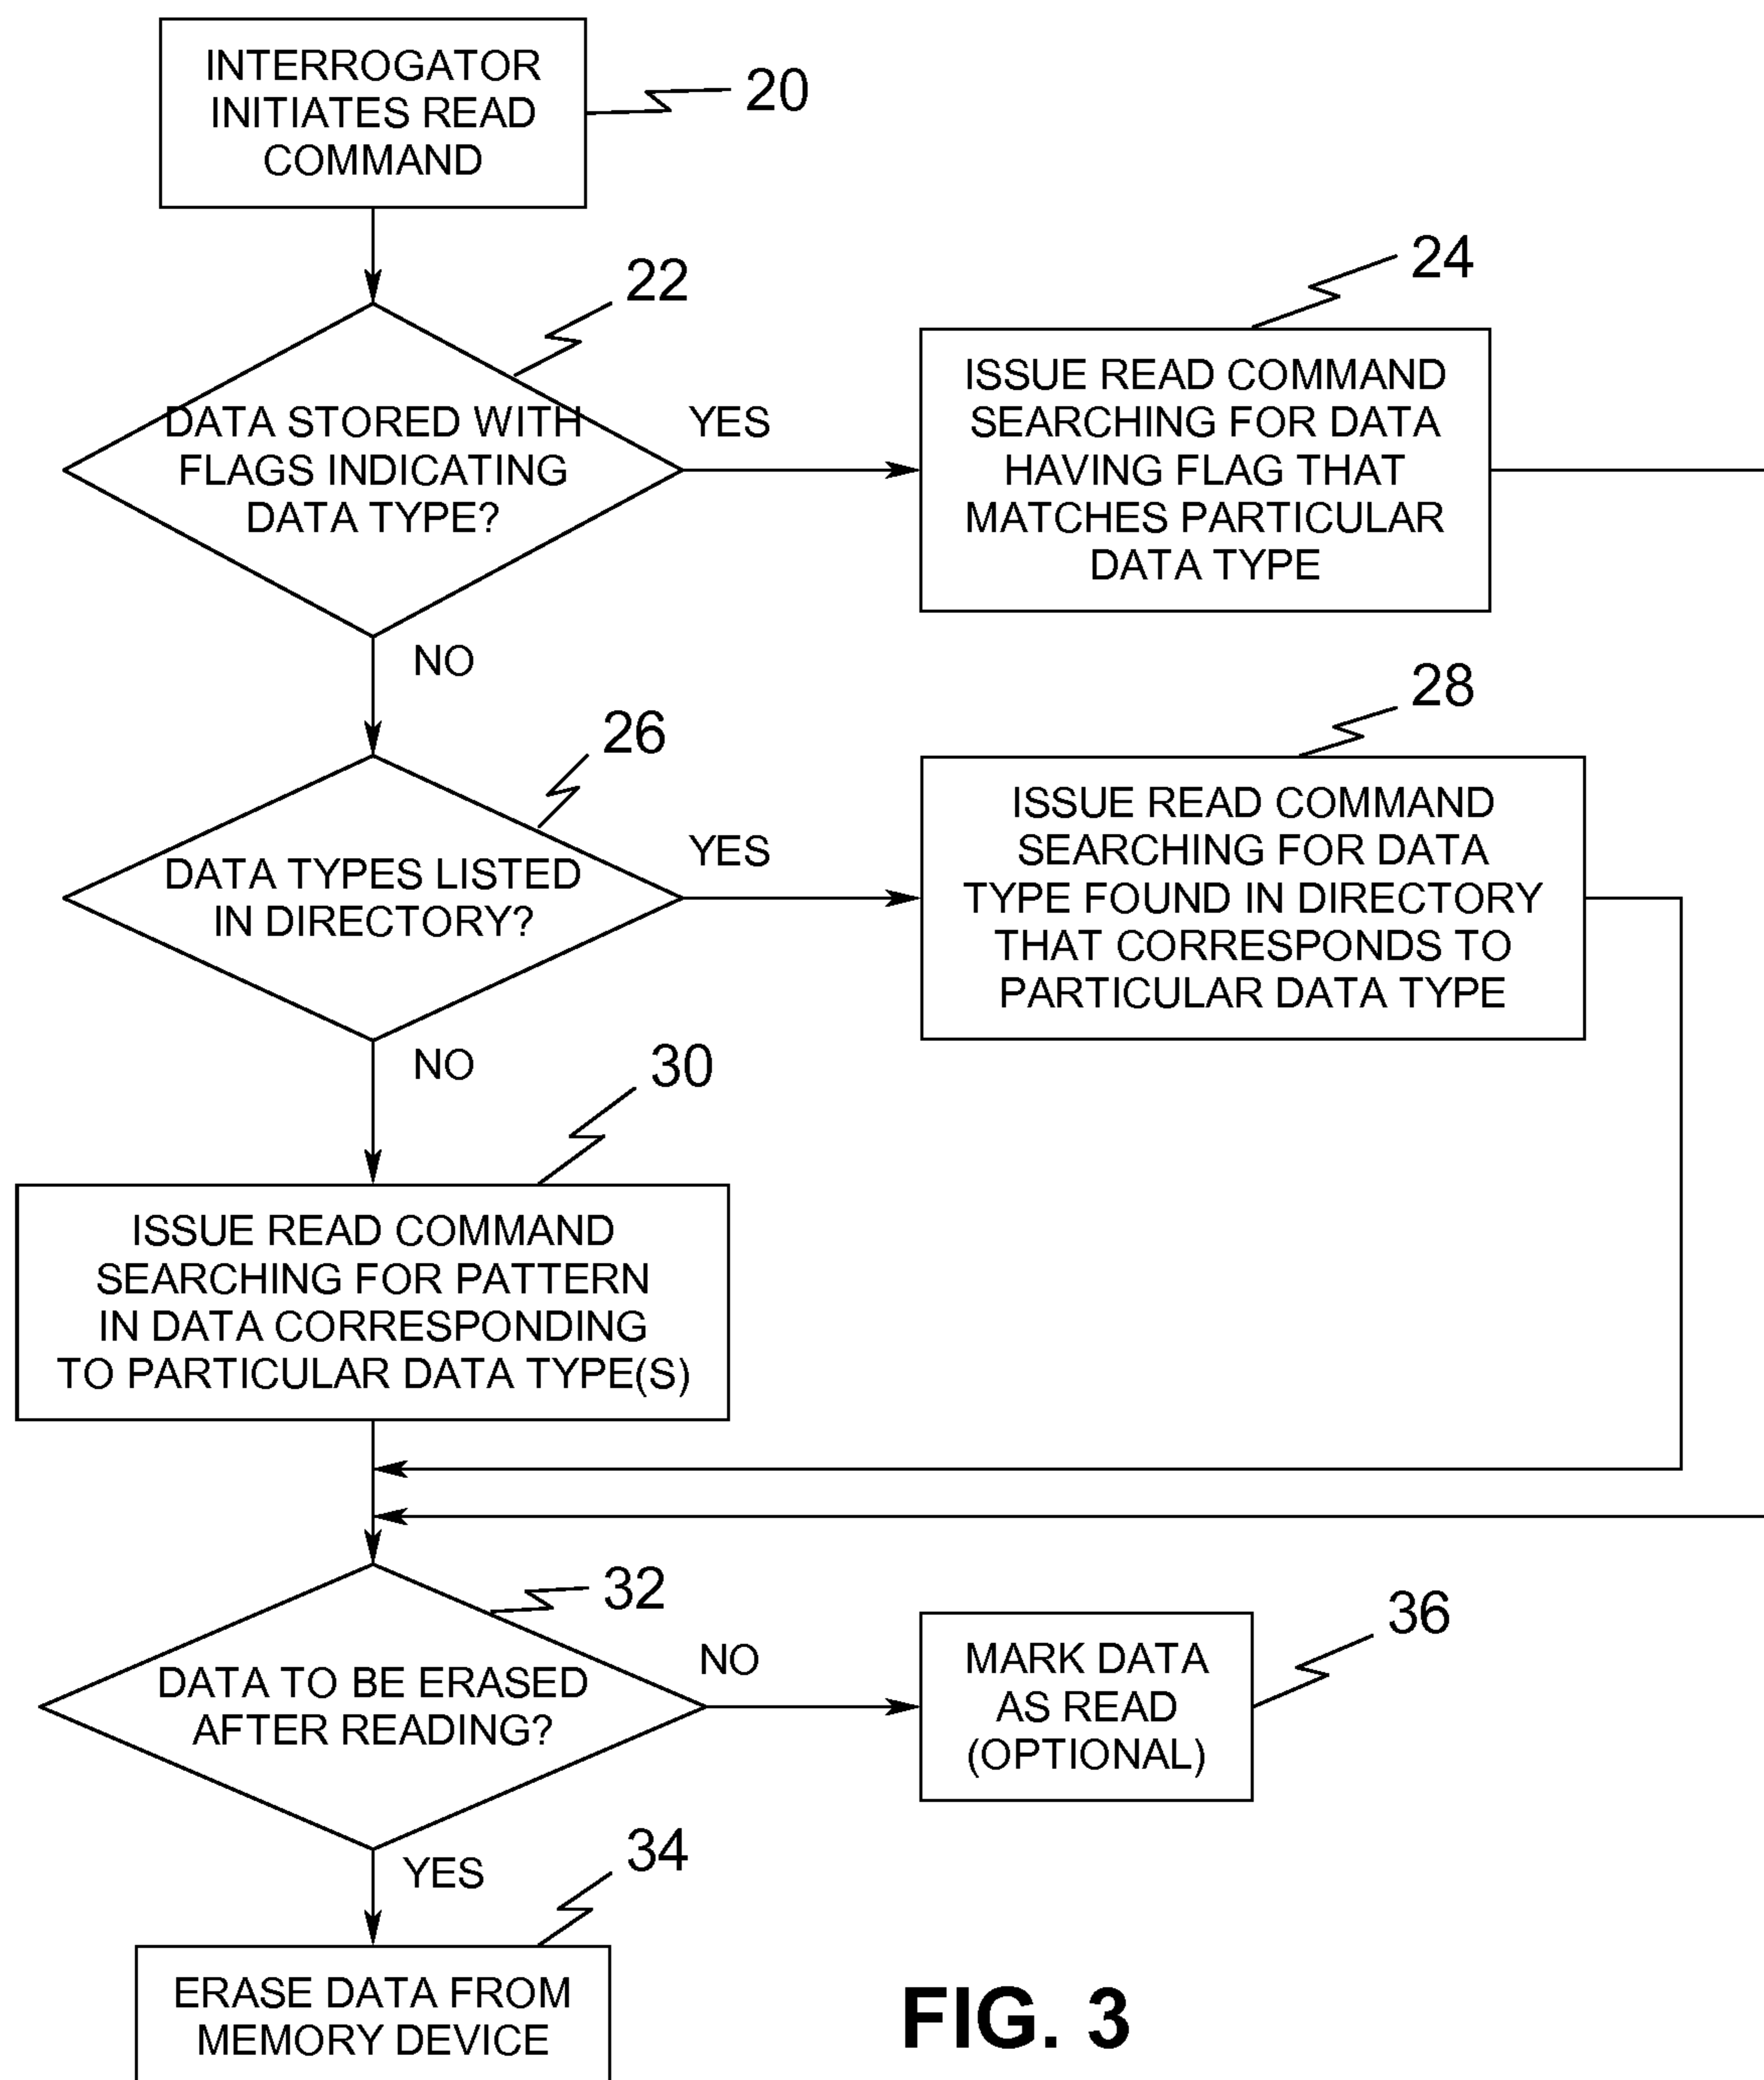 INTERROGATOR
INITIATES READ
COMMAND
20
22
DATA STORED WITH
FLAGS INDICATING
DATA TYPE?
YES
NO
24
ISSUE READ COMMAND
SEARCHING FOR DATA
HAVING FLAG THAT
MATCHES PARTICULAR
DATA TYPE
26
DATA TYPES LISTED
IN DIRECTORY?
YES
NO
28
ISSUE READ COMMAND
SEARCHING FOR DATA
TYPE FOUND IN DIRECTORY
THAT CORRESPONDS TO
PARTICULAR DATA TYPE
30
ISSUE READ COMMAND
SEARCHING FOR PATTERN
IN DATA CORRESPONDING
TO PARTICULAR DATA TYPE(S)
32
DATA TO BE ERASED
AFTER READING?
NO
YES
36
MARK DATA
AS READ
(OPTIONAL)
34
ERASE DATA FROM
MEMORY DEVICE
FIG. 3